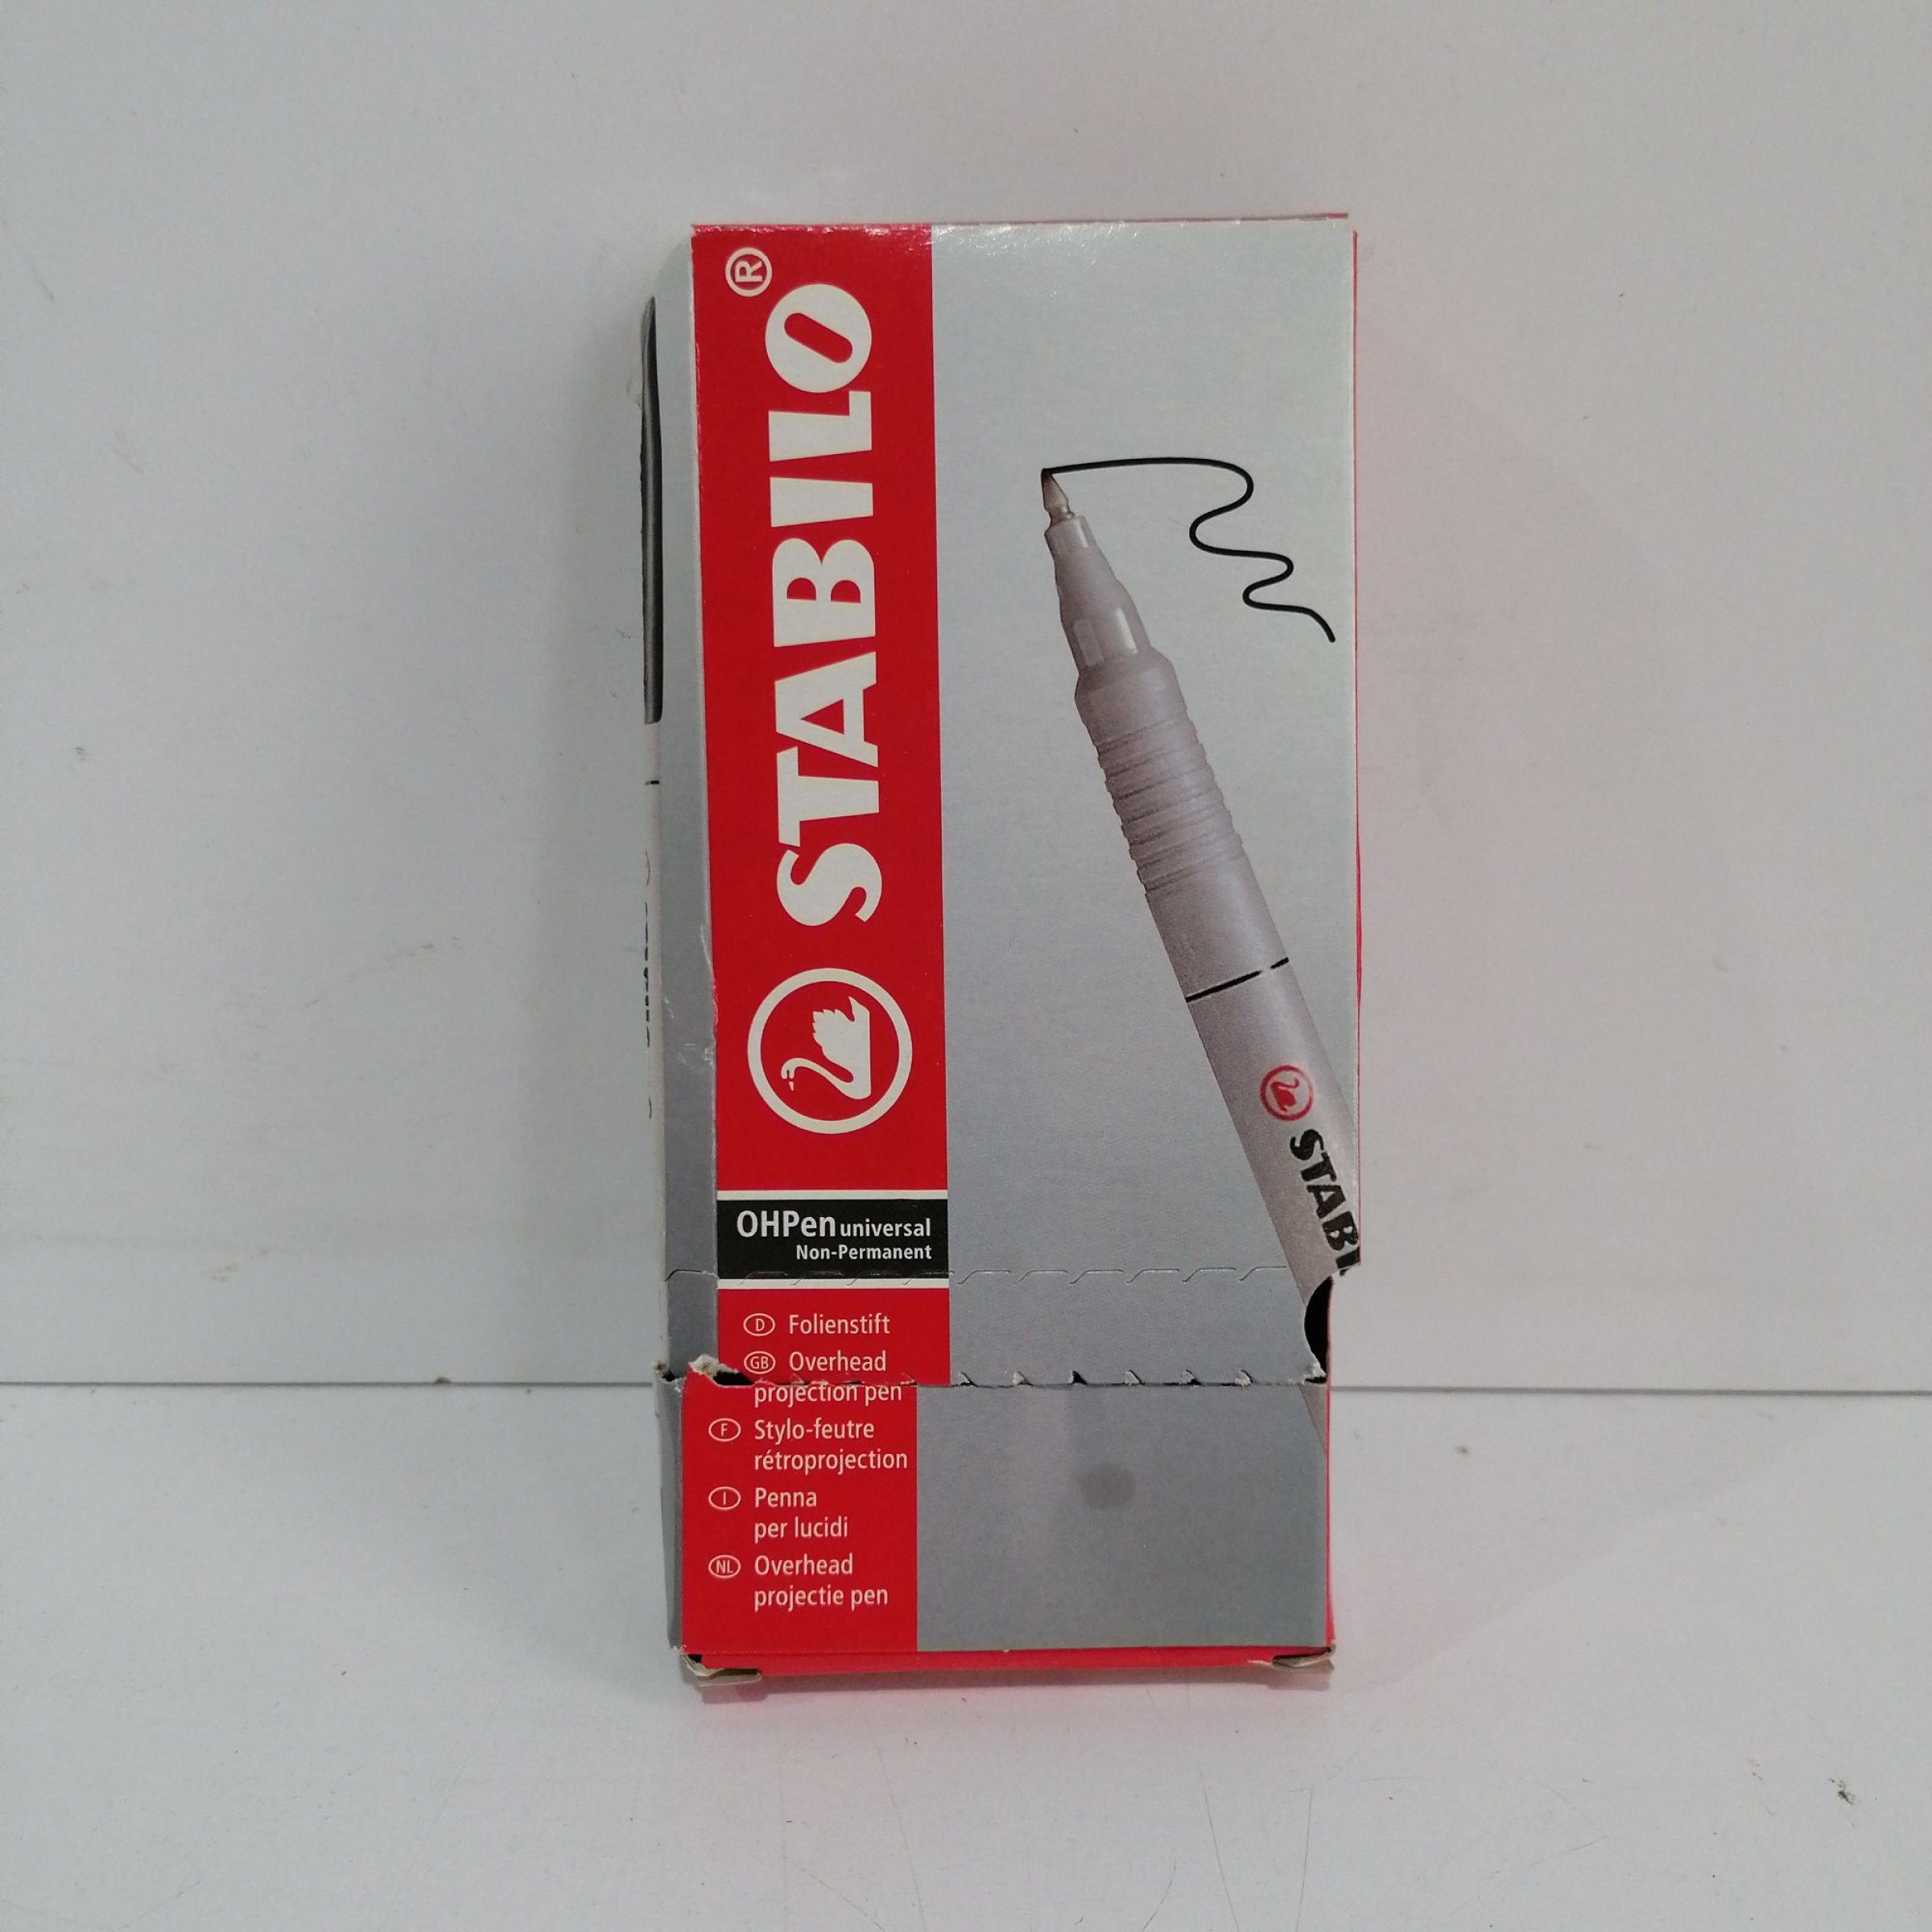 STABILO®
OHPen universal
Non-Permanent
D Folienstift
GB Overhead
projection pen
F Stylo-feutre
rétroprojection
I Penna
per lucidi
NL Overhead
projectie pen
STABI